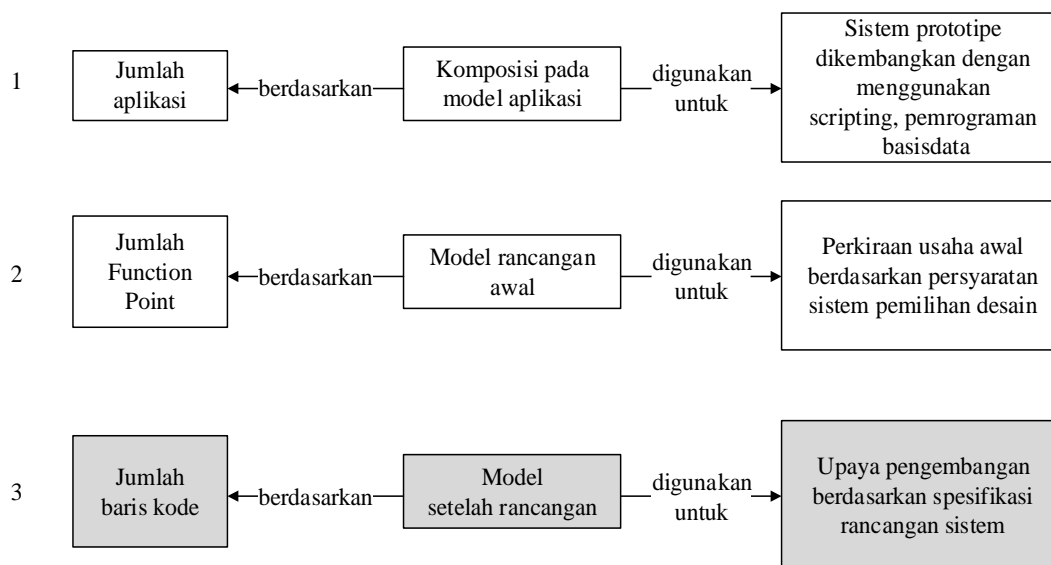 1
Jumlah
aplikasi
berdasarkan
Komposisi pada
model aplikasi
digunakan
untuk
Sistem prototipe
dikembangkan dengan
menggunakan
scripting, pemrograman
basisdata
2
Jumlah
Function
Point
berdasarkan
Model rancangan
awal
digunakan
untuk
Perkiraan usaha awal
berdasarkan persyaratan
sistem pemilihan desain
3
Jumlah
baris kode
berdasarkan
Model
setelah rancangan
digunakan
untuk
Upaya pengembangan
berdasarkan spesifikasi
rancangan sistem